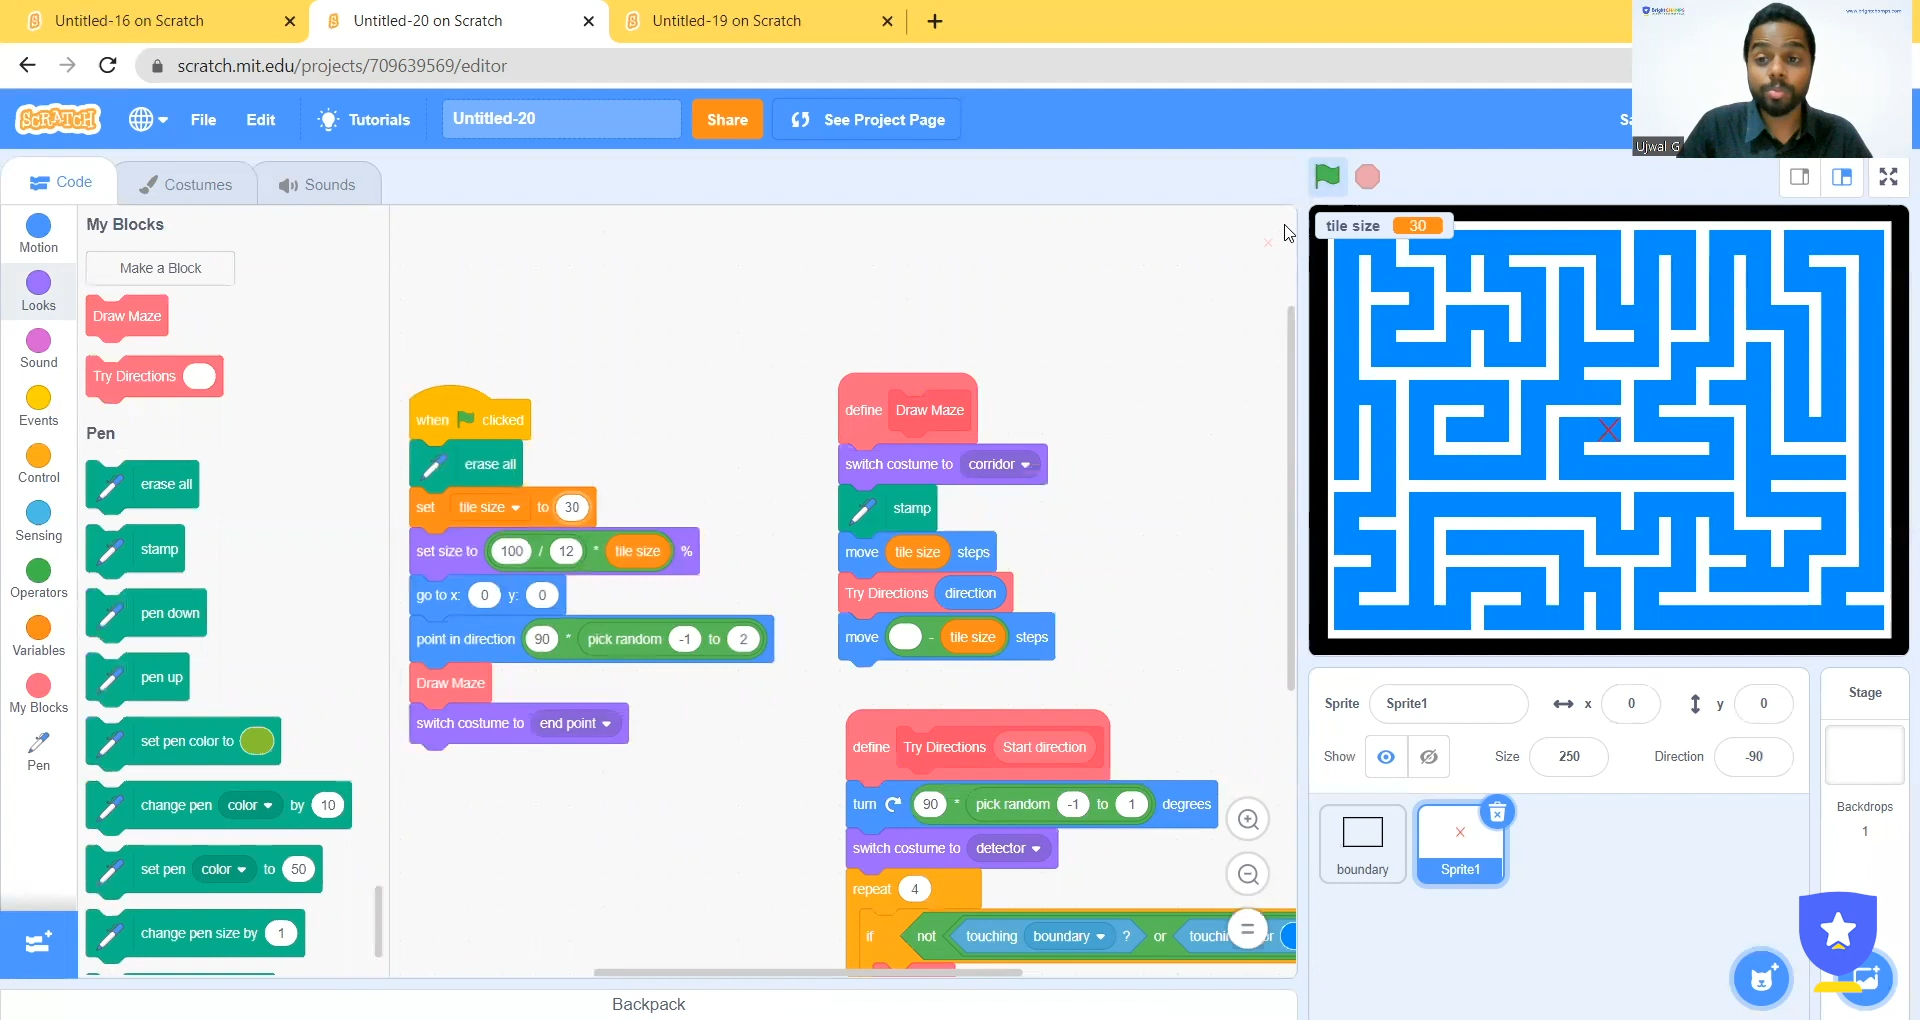 Untitled-16 on Scratch
Untitled-20 on Scratch
Untitled-19 on Scratch
scratch.mit.edu/projects/709639569/editor
SCRATCH
File
Edit
Tutorials
Untitled-20
Share
See Project Page
BrightCHAMPS
www.brightchamps.com
Ujwal G
Code
Costumes
Sounds
Motion
Looks
Sound
Events
Control
Sensing
Operators
Variables
My Blocks
Pen
My Blocks
Make a Block
Draw Maze
Try Directions
Pen
erase all
stamp
pen down
pen up
set pen color to
change pen color by 10
set pen color to 50
change pen size by 1
when clicked
erase all
set tile size to 30
set size to 100 / 12 * tile size %
go to x: 0 y: 0
point in direction 90 * pick random -1 to 2
Draw Maze
switch costume to end point
define Draw Maze
switch costume to corridor
stamp
move tile size steps
Try Directions direction
move - tile size steps
define Try Directions Start direction
turn 90 * pick random -1 to 1 degrees
switch costume to detector
repeat 4
if not touching boundary ? or
tile size 30
Sprite Sprite1 x 0 y 0
Show Size 250 Direction -90
boundary
Sprite1
Stage
Backdrops
1
Backpack